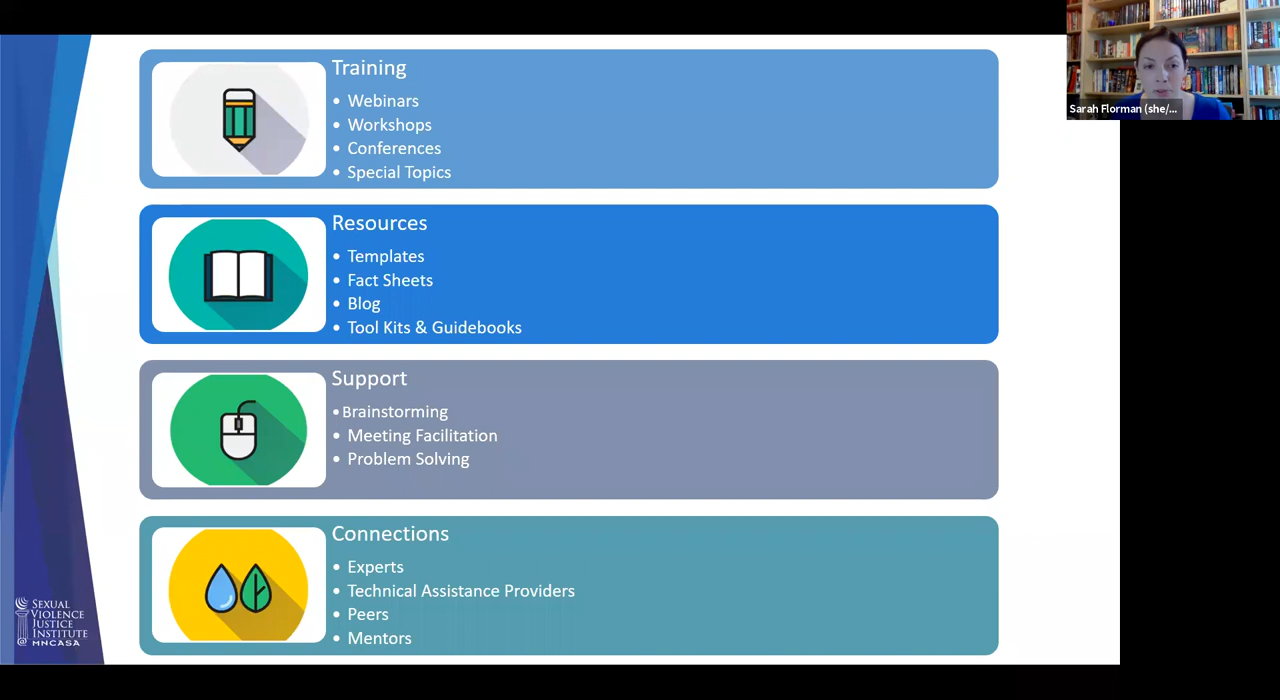 Training
• Webinars
• Workshops
• Conferences
• Special Topics
Resources
• Templates
• Fact Sheets
• Blog
• Tool Kits & Guidebooks
Support
•Brainstorming
• Meeting Facilitation
• Problem Solving
Connections
• Experts
• Technical Assistance Providers
• Peers
• Mentors
SEXUAL
VIOLENCE
JUSTICE
INSTITUTE
@MNCASA
Sarah Florman (she/...